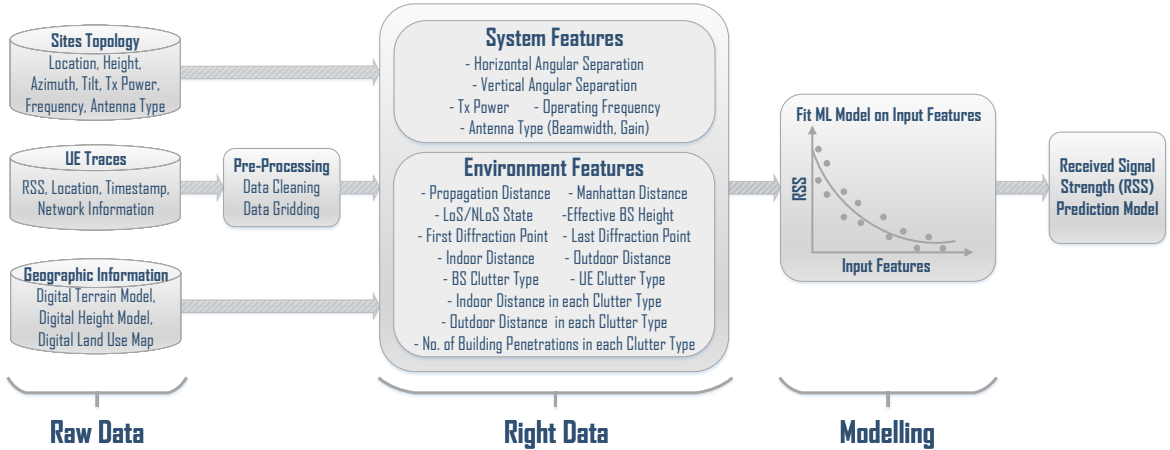 Sites Topology
Location, Height,
Azimuth, Tilt, Tx Power,
Frequency, Antenna Type
UE Traces
RSS, Location, Timestamp,
Network Information
Geographic Information
Digital Terrain Model,
Digital Height Model,
Digital Land Use Map
Pre-Processing
Data Cleaning
Data Gridding
System Features
- Horizontal Angular Separation
- Vertical Angular Separation
- Tx Power - Operating Frequency
- Antenna Type (Beamwidth, Gain)
Environment Features
- Propagation Distance - Manhattan Distance
- LoS/NLoS State -Effective BS Height
- First Diffraction Point - Last Diffraction Point
- Indoor Distance - Outdoor Distance
- BS Clutter Type - UE Clutter Type
- Indoor Distance in each Clutter Type
- Outdoor Distance in each Clutter Type
- No. of Building Penetrations in each Clutter Type
Fit ML Model on Input Features
RSS
Input Features
Received Signal
Strength (RSS)
Prediction Model
Raw Data
Right Data
Modelling